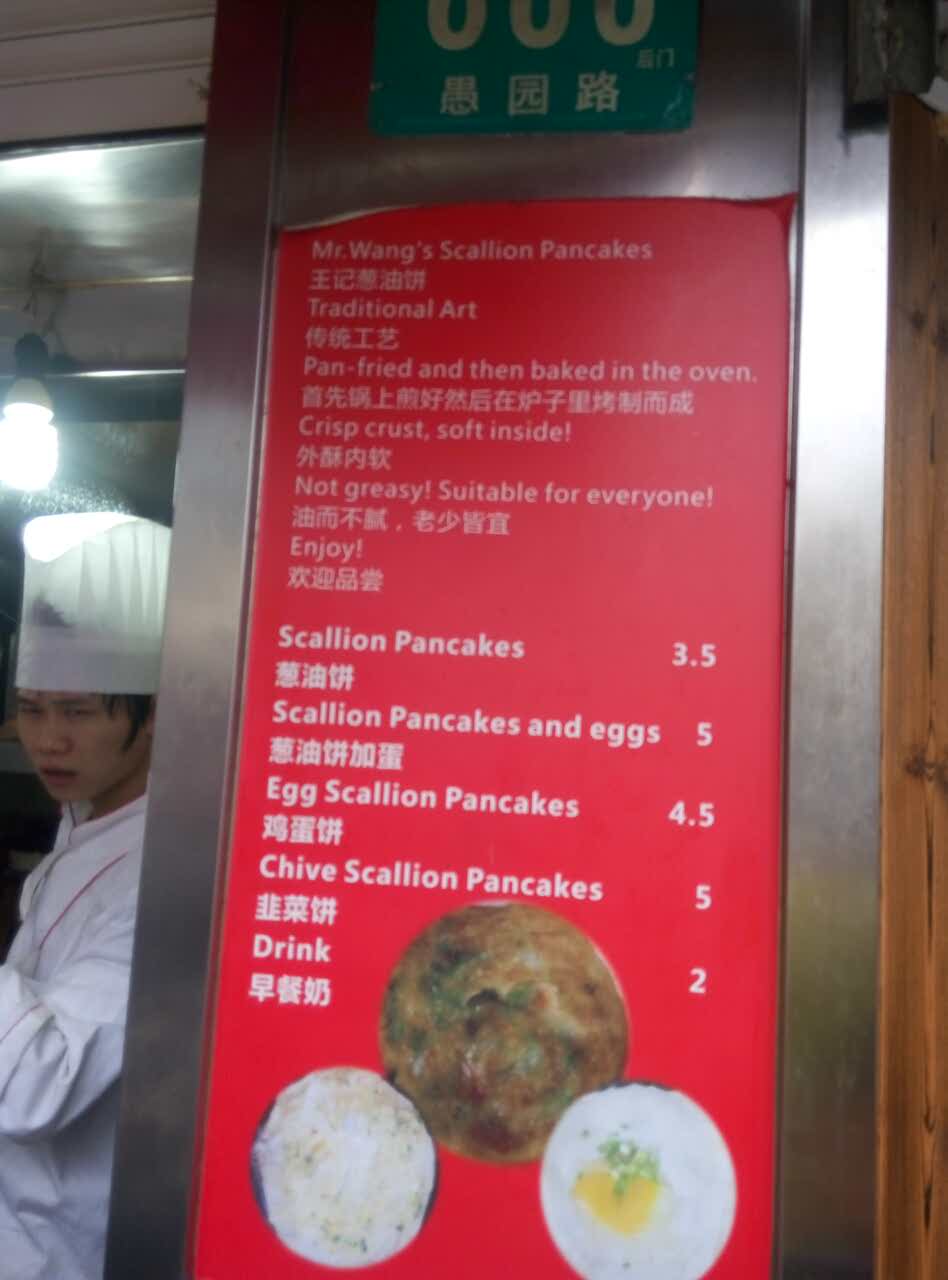 后门
愚园路
Mr.Wang's Scallion Pancakes
王记葱油饼
Traditional Art
传统工艺
Pan-fried and then baked in the oven.
首先锅上煎好然后在炉子里烤制而成
Crisp crust, soft inside!
外酥内软
Not greasy! Suitable for everyone!
油而不腻，老少皆宜
Enjoy!
欢迎品尝
Scallion Pancakes 3.5
葱油饼
Scallion Pancakes and eggs 5
葱油饼加蛋
Egg Scallion Pancakes 4.5
鸡蛋饼
Chive Scallion Pancakes 5
韭菜饼
Drink 2
早餐奶